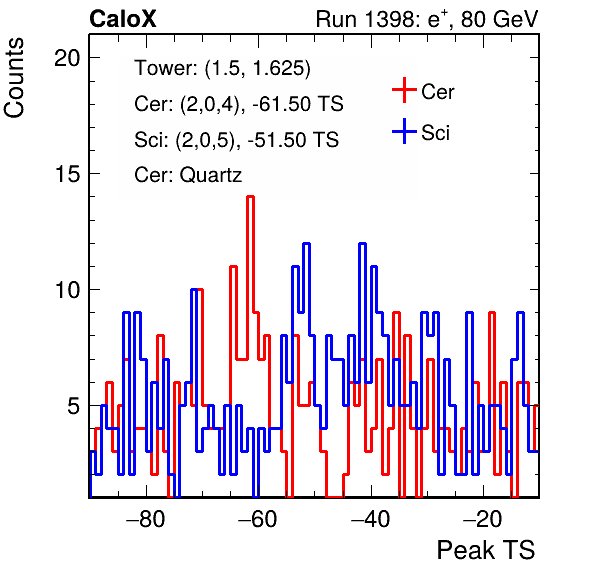 CaloX Run 1398: e⁺, 80 GeV
Counts
Tower: (1.5, 1.625)
Cer: (2,0,4), -61.50 TS
Sci: (2,0,5), -51.50 TS
Cer: Quartz
Cer
Sci
20
15
10
5
−80 −60 −40 −20
Peak TS